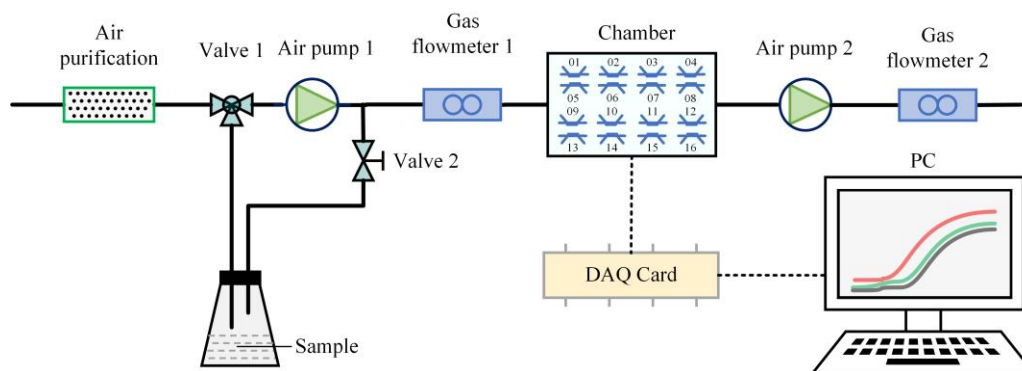 Air
purification
Valve 1
Air pump 1
Gas
flowmeter 1
Chamber
01 02 03 04
05 06 07 08
09 10 11 12
13 14 15 16
Air pump 2
Gas
flowmeter 2
Valve 2
PC
DAQ Card
Sample